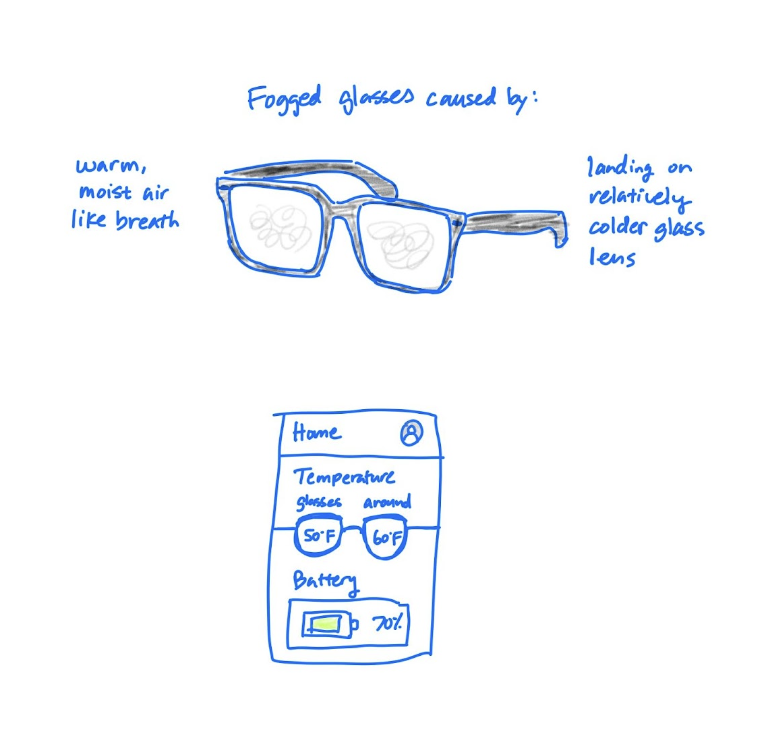 Fogged glasses caused by:
warm,
moist air
like breath
landing on
relatively
colder glass
lens
Home
Temperature
glasses around
50°F 60°F
Battery
70%